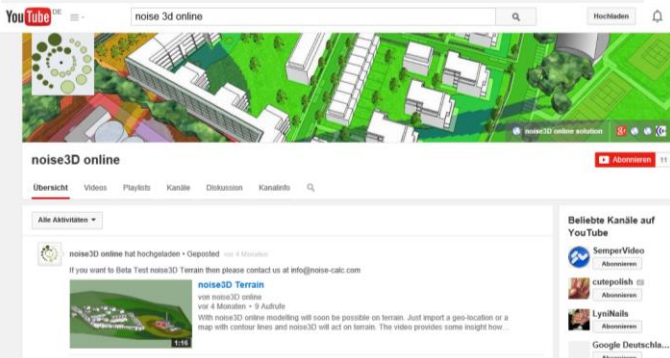 YouTube DE
noise 3d online
Hochladen
noise3D online solution
noise3D online
Abonnieren 11
Übersicht Videos Playlists Kanäle Diskussion Kanalinfo
Alle Aktivitäten
Beliebte Kanäle auf
YouTube
noise3D online hat hochgeladen • Geposted vor 4 Monaten
If you want to Beta Test noise3D Terrain then please contact us at info@noise-calc.com
noise3D Terrain
von noise3D online
vor 4 Monaten • 9 Aufrufe
With noise3D online modelling will soon be possible on terrain. Just import a geo-location or a
map with contour lines and noise3D will act on terrain. The video provides some insight how...
1:16
SemperVideo
Abonnieren
cutepolish
Abonnieren
LyniNails
Abonnieren
Google Deutschla...
Abonnieren